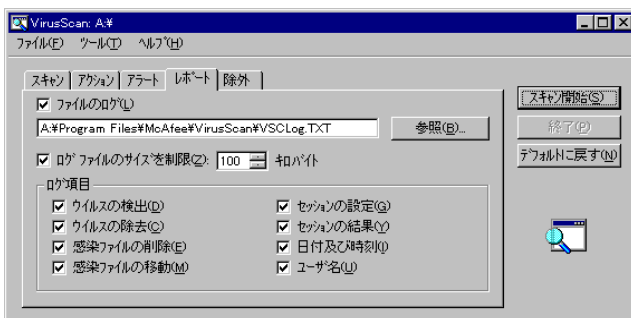 VirusScan: A:¥
ファイル(F) ツール(T) ヘルプ(H)
スキャン アクション アラート レポート 除外
ファイルのログ(L)
A:¥Program Files¥McAfee¥VirusScan¥VSCLog.TXT 参照(B)...
ログファイルのサイズを制限(Z): 100 キロバイト
ログ項目
ウイルスの検出(D)
ウイルスの除去(C)
感染ファイルの削除(E)
感染ファイルの移動(M)
セッションの設定(G)
セッションの結果(Y)
日付及び時刻(I)
ユーザ名(U)
スキャン開始(S)
終了(P)
デフォルトに戻す(N)